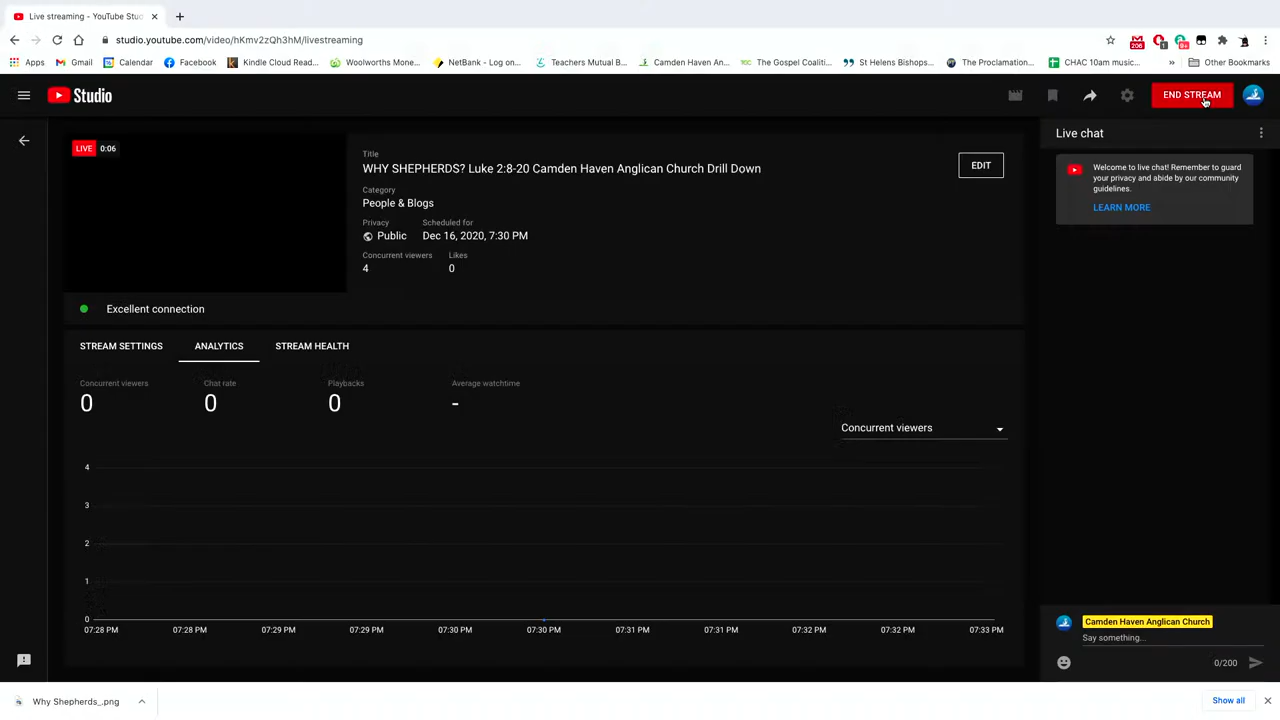 Live streaming - YouTube Stu
studio.youtube.com/video/hKmv2zQh3hM/livestreaming
206
1
9+
Apps
Gmail
Calendar
Facebook
Kindle Cloud Read...
Woolworths Mone...
NetBank - Log on...
Teachers Mutual B...
Camden Haven An...
TGC
The Gospel Coaliti...
St Helens Bishops...
The Proclamation...
CHAC 10am music...
»
Other Bookmarks
Studio
END STREAM
LIVE 0:06
Title
WHY SHEPHERDS? Luke 2:8-20 Camden Haven Anglican Church Drill Down
EDIT
Category
People & Blogs
Privacy
Scheduled for
Public
Dec 16, 2020, 7:30 PM
Concurrent viewers
Likes
4
0
Excellent connection
Live chat
Welcome to live chat! Remember to guard
your privacy and abide by our community
guidelines.
LEARN MORE
STREAM SETTINGS
ANALYTICS
STREAM HEALTH
Concurrent viewers
Chat rate
Playbacks
Average watchtime
0
0
0
-
Concurrent viewers
4
3
2
1
0
07:28 PM
07:28 PM
07:29 PM
07:29 PM
07:30 PM
07:30 PM
07:31 PM
07:31 PM
07:32 PM
07:32 PM
07:33 PM
Camden Haven Anglican Church
Say something...
0/200
Why Shepherds_.png
Show all